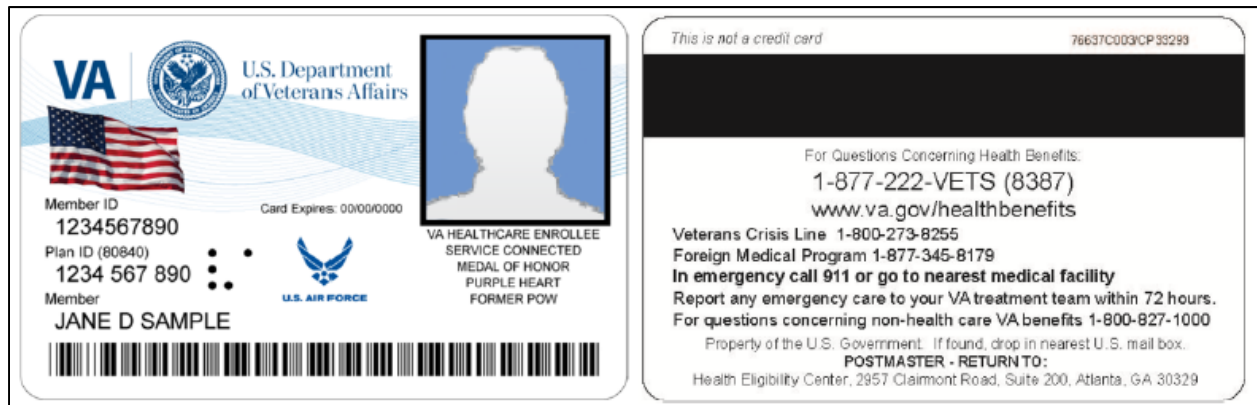 VA
U.S. Department
of Veterans Affairs
Member ID
1234567890
Card Expires: 00/00/0000
Plan ID (80840)
1234 567 890
Member
JANE D SAMPLE
U.S. AIR FORCE
VA HEALTHCARE ENROLLEE
SERVICE CONNECTED
MEDAL OF HONOR
PURPLE HEART
FORMER POW
This is not a credit card
76637C003/CP33293
For Questions Concerning Health Benefits:
1-877-222-VETS (8387)
www.va.gov/healthbenefits
Veterans Crisis Line 1-800-273-8255
Foreign Medical Program 1-877-345-8179
In emergency call 911 or go to nearest medical facility
Report any emergency care to your VA treatment team within 72 hours.
For questions concerning non-health care VA benefits 1-800-827-1000
Property of the U.S. Government. If found, drop in nearest U.S. mail box.
POSTMASTER - RETURN TO:
Health Eligibility Center, 2957 Clairmont Road, Suite 200, Atlanta, GA 30329